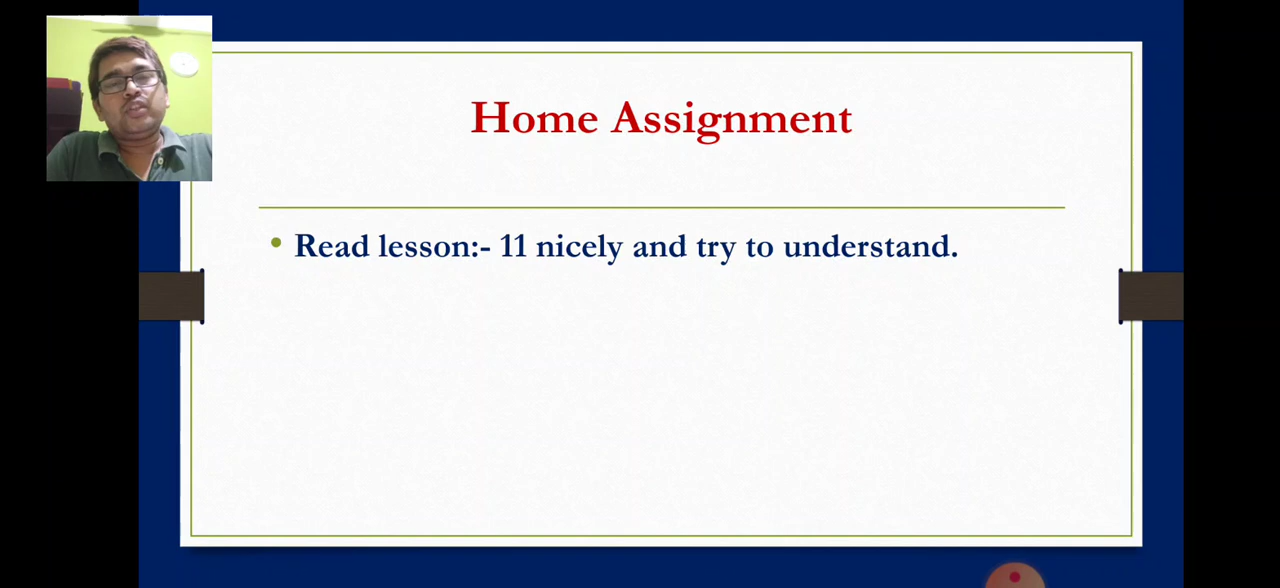 Home Assignment
Read lesson:- 11 nicely and try to understand.